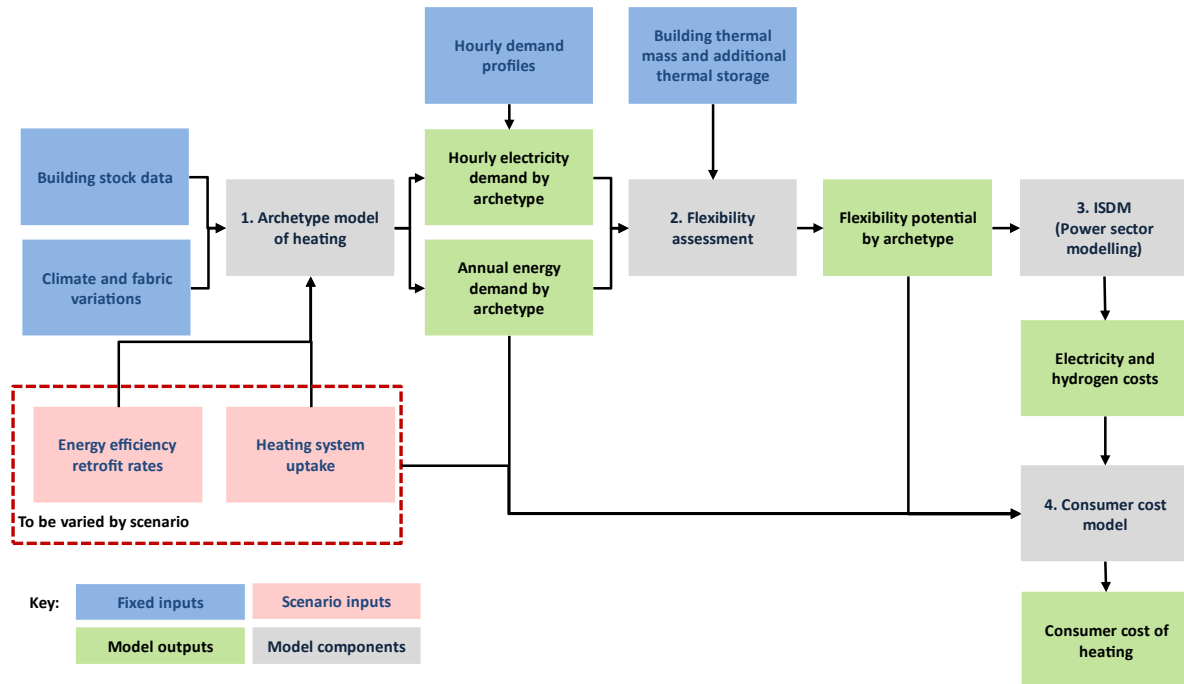 Hourly demand
profiles
Building thermal
mass and additional
thermal storage
Building stock data
Climate and fabric
variations
1. Archetype model
of heating
Hourly electricity
demand by
archetype
Annual energy
demand by
archetype
2. Flexibility
assessment
Flexibility potential
by archetype
3. ISDM
(Power sector
modelling)
Electricity and
hydrogen costs
Energy efficiency
retrofit rates
Heating system
uptake
To be varied by scenario
4. Consumer cost
model
Consumer cost of
heating
Key:
Fixed inputs
Scenario inputs
Model outputs
Model components